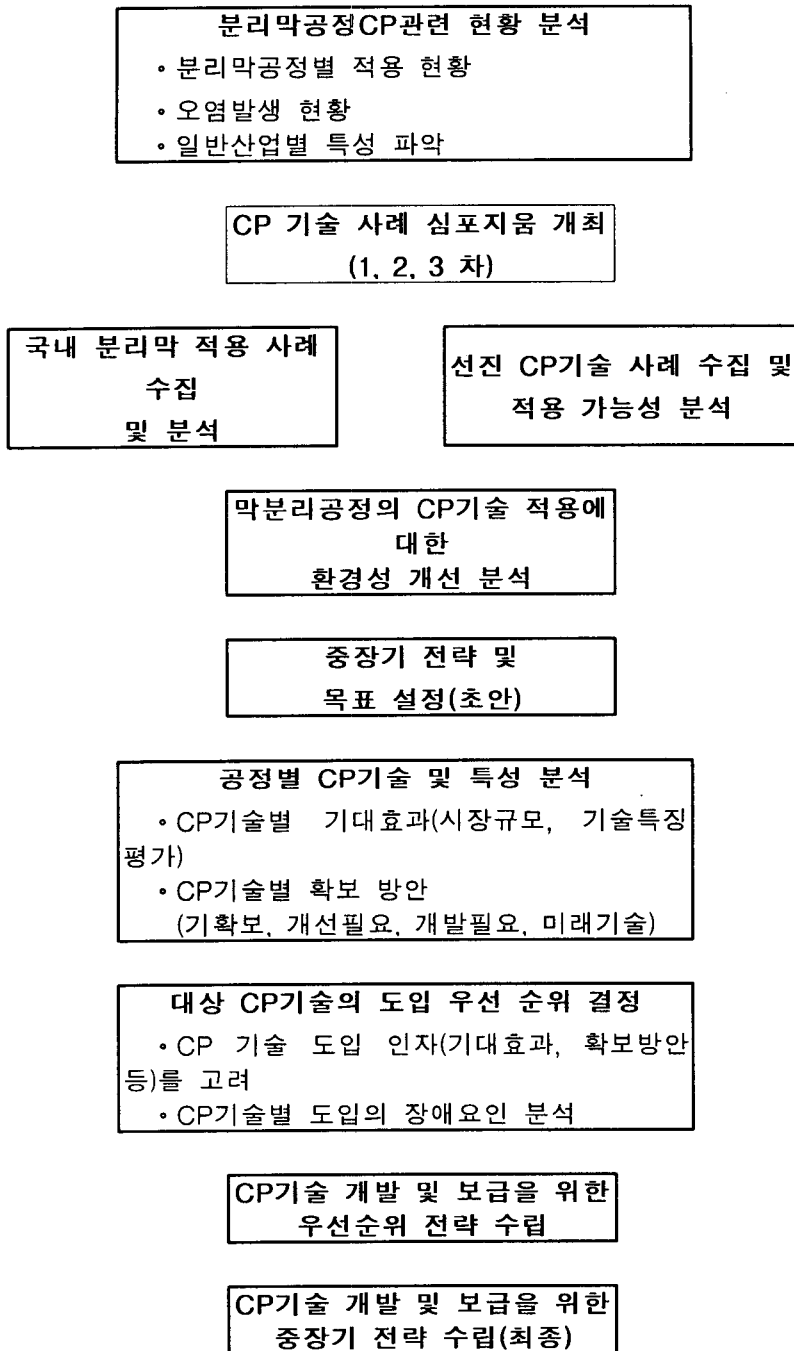 분리막공정CP관련 현황 분석
∘ 분리막공정별 적용 현황
∘ 오염발생 현황
∘ 일반산업별 특성 파악
CP 기술 사례 심포지움 개최
(1, 2, 3 차)
국내 분리막 적용 사례
수집
및 분석
선진 CP기술 사례 수집 및
적용 가능성 분석
막분리공정의 CP기술 적용에
대한
환경성 개선 분석
중장기 전략 및
목표 설정(초안)
공정별 CP기술 및 특성 분석
∘ CP기술별 기대효과(시장규모, 기술특징
평가)
∘ CP기술별 확보 방안
(기확보, 개선필요, 개발필요, 미래기술)
대상 CP기술의 도입 우선 순위 결정
∘ CP 기술 도입 인자(기대효과, 확보방안
등)를 고려
∘ CP기술별 도입의 장애요인 분석
CP기술 개발 및 보급을 위한
우선순위 전략 수립
CP기술 개발 및 보급을 위한
중장기 전략 수립(최종)